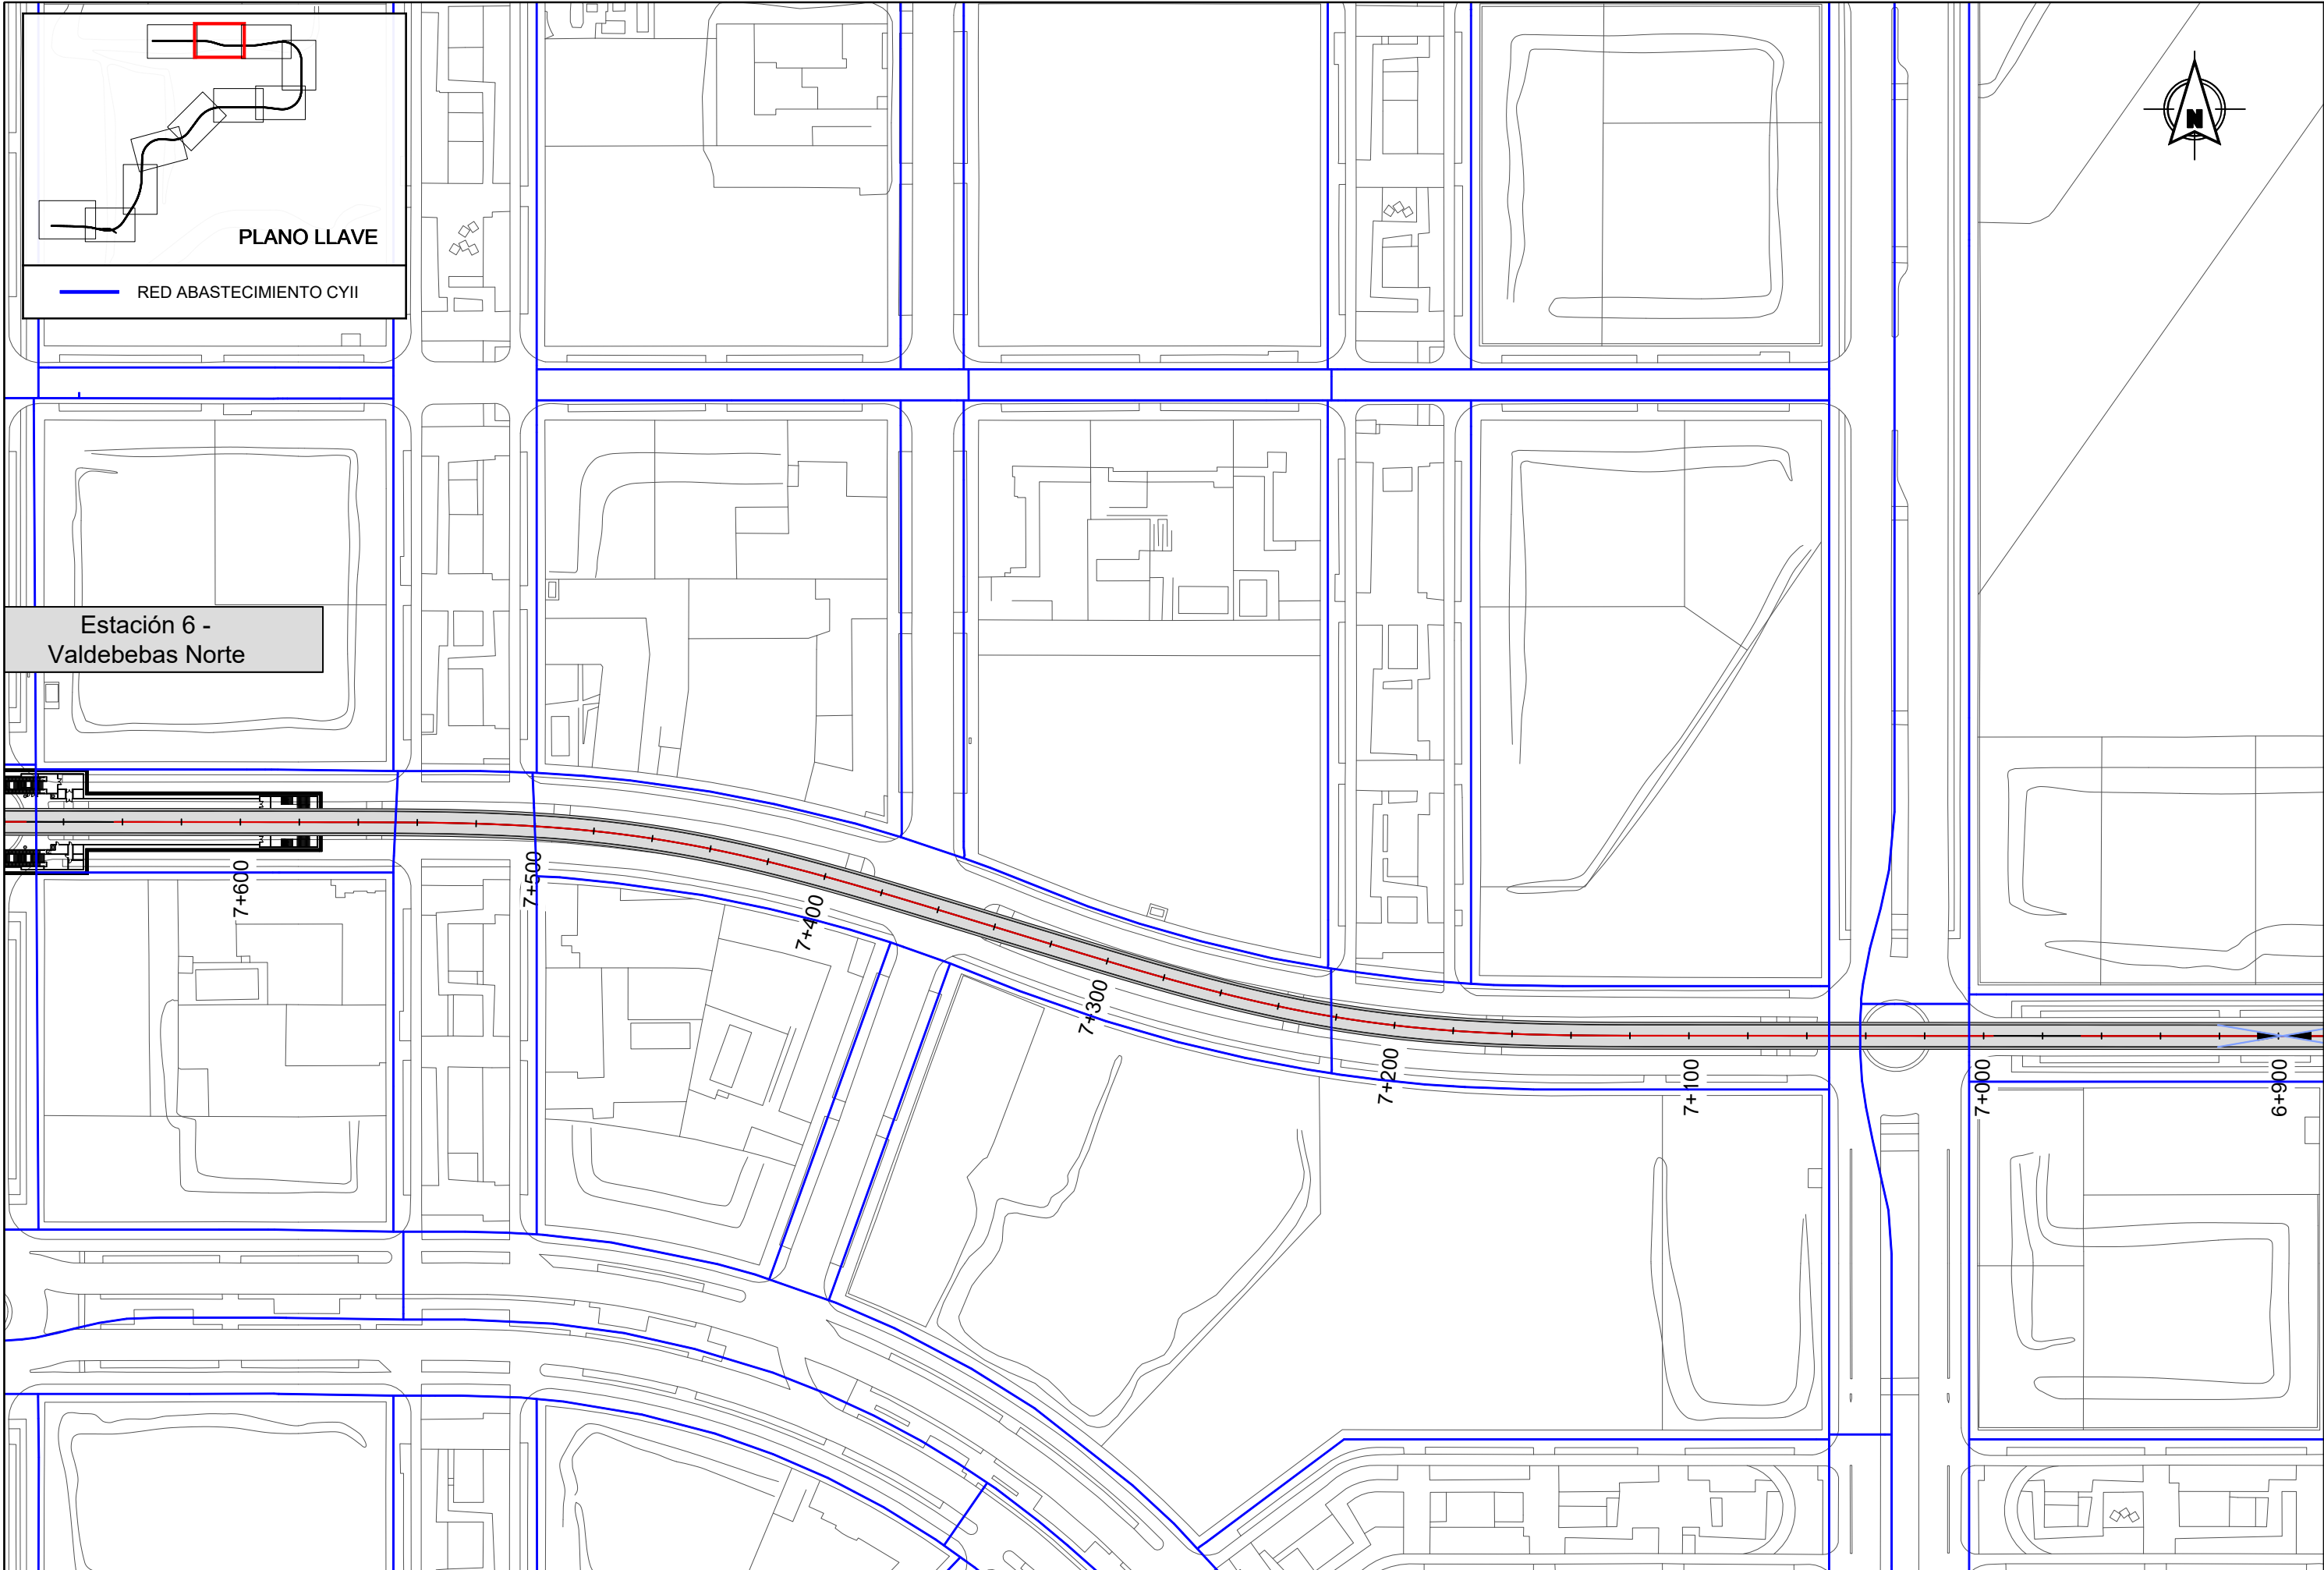 PLANO LLAVE
RED ABASTECIMIENTO CYII
N
Estación 6 -
Valdebebas Norte
7+600
7+500
7+400
7+300
7+200
7+100
7+000
6+900